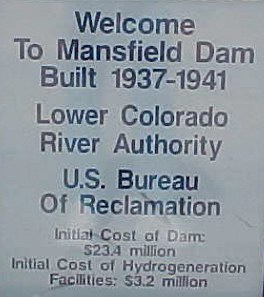 Welcome
To Mansfield Dam
Built 1937-1941
Lower Colorado
River Authority
U.S. Bureau
Of Reclamation
Initial Cost of Dam:
$23.4 million
Initial Cost of Hydrogeneration
Facilities: $3.2 million